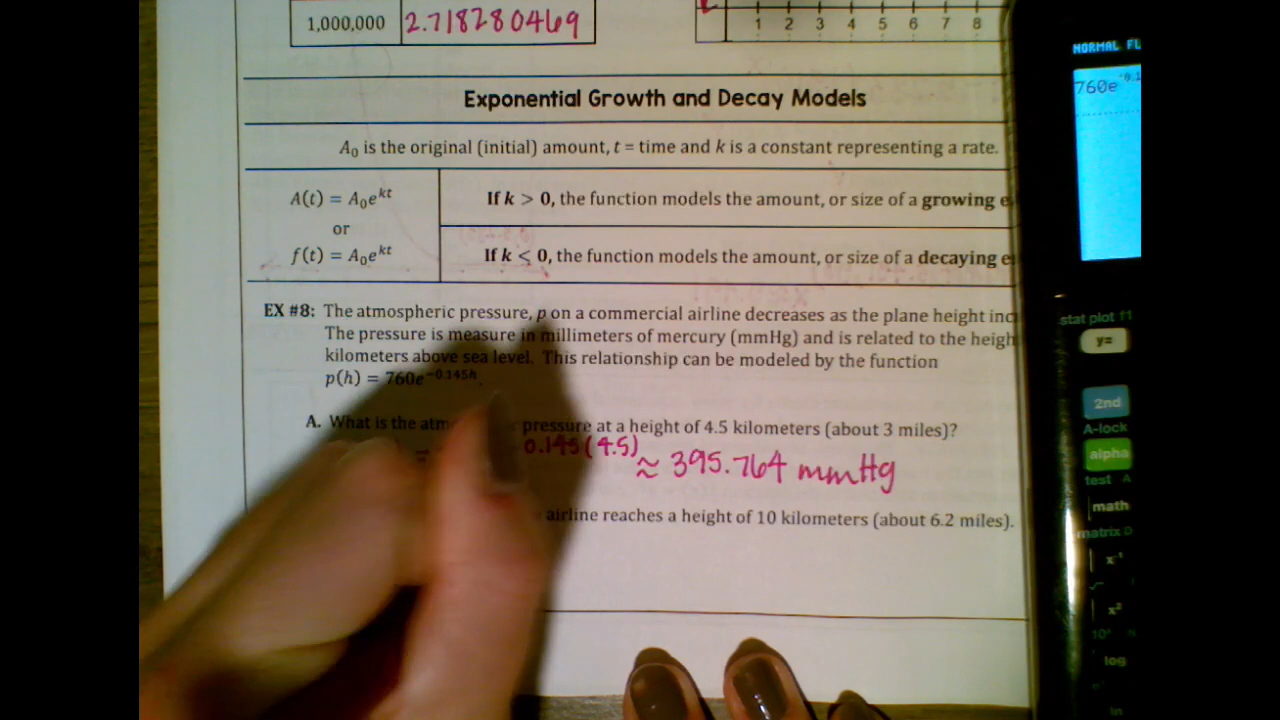 1,000,000 2.718280469
1 2 3 4 5 6 7 8
NORMAL FL
760e^-0.1
Exponential Growth and Decay Models
A₀ is the original (initial) amount, t = time and k is a constant representing a rate.
A(t) = A₀e^kt
or
f(t) = A₀e^kt
If k > 0, the function models the amount, or size of a growing e
If k < 0, the function models the amount, or size of a decaying e
EX #8: The atmospheric pressure, p on a commercial airline decreases as the plane height inc
The pressure is measure in millimeters of mercury (mmHg) and is related to the heigh
kilometers above sea level. This relationship can be modeled by the function
p(h) = 760e^−0.145h.
A. What is the atm pressure at a height of 4.5 kilometers (about 3 miles)?
0.145(4.5) ≈ 395.764 mmHg
airline reaches a height of 10 kilometers (about 6.2 miles).
stat plot f1
y=
2nd
A-lock
alpha
test A
math
matrix D
x⁻¹
x²
10ˣ
log
ln